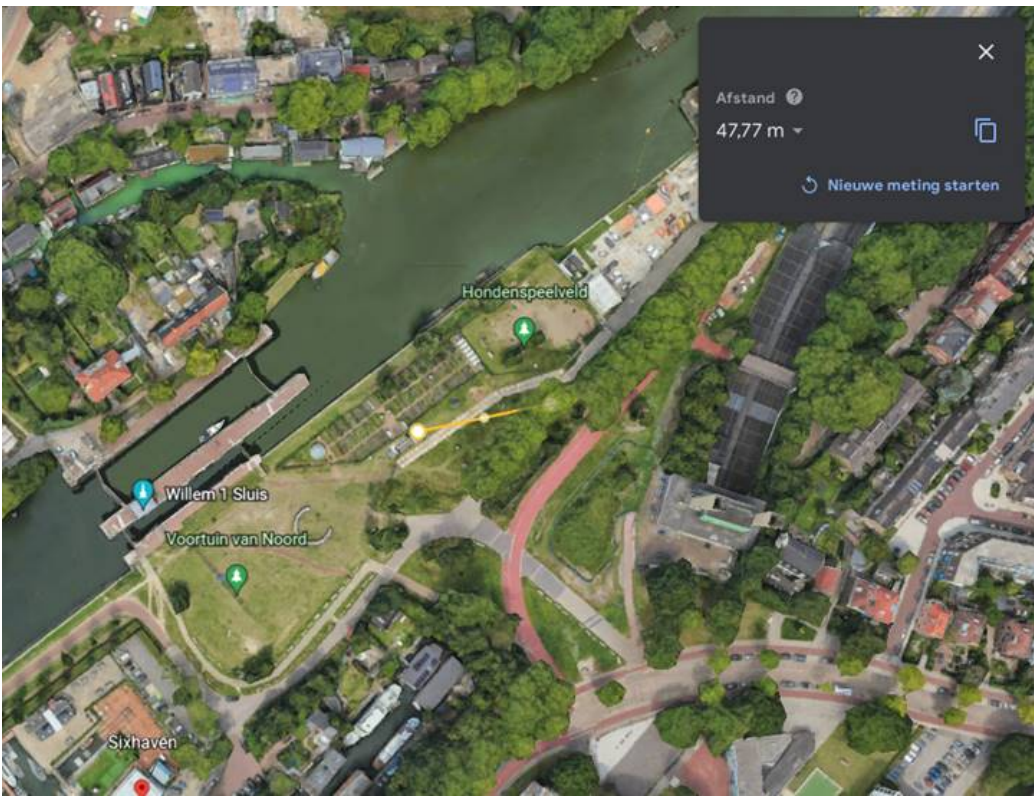 Afstand
47,77 m
Nieuwe meting starten
Hondenspeelveld
Willem 1 Sluis
Voortuin van Noord
Sixhaven